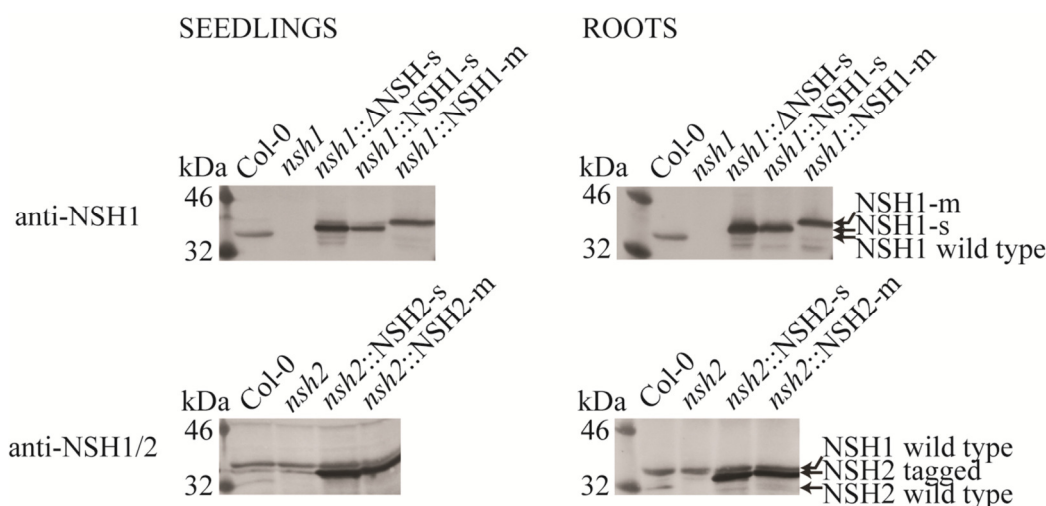 SEEDLINGS
ROOTS
kDa
Col-0
nsh1
nsh1::ΔNSH-s
nsh1::NSH1-s
nsh1::NSH1-m
kDa
Col-0
nsh1
nsh1::ΔNSH-s
nsh1::NSH1-s
nsh1::NSH1-m
anti-NSH1
46
32
46
32
NSH1-m
NSH1-s
NSH1 wild type
kDa
Col-0
nsh2
nsh2::NSH2-s
nsh2::NSH2-m
kDa
Col-0
nsh2
nsh2::NSH2-s
nsh2::NSH2-m
anti-NSH1/2
46
32
46
32
NSH1 wild type
NSH2 tagged
NSH2 wild type